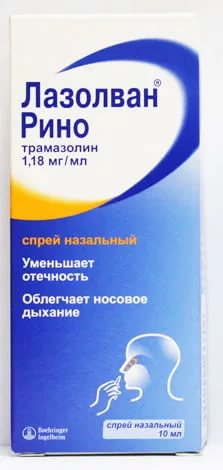 Лазолван®
Рино
трамазолин
1,18 мг/мл
спрей назальный
Уменьшает
отечность
Облегчает носовое
дыхание
спрей назальный
10 мл
Boehringer
Ingelheim